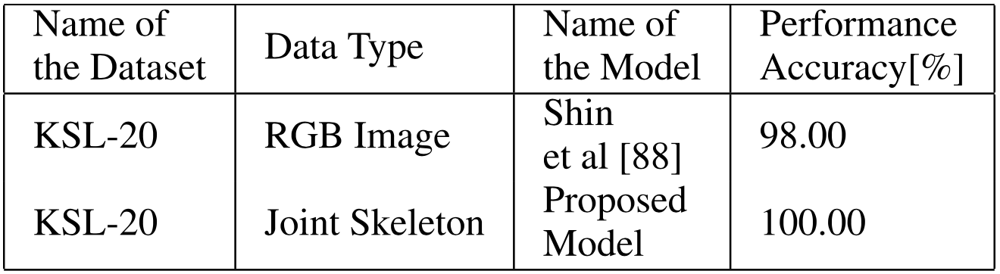 Name of
the Dataset
Data Type
Name of
the Model
Performance
Accuracy[%]
KSL-20
RGB Image
Shin
et al [88]
98.00
KSL-20
Joint Skeleton
Proposed
Model
100.00